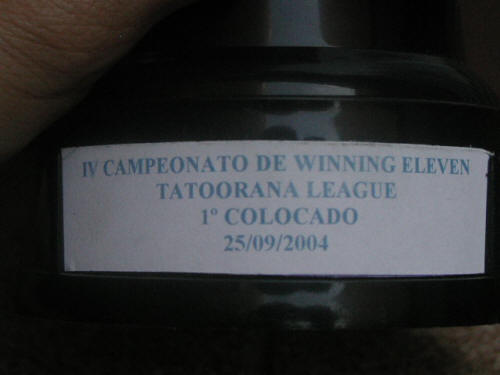 IV CAMPEONATO DE WINNING ELEVEN
TATOORANA LEAGUE
1º COLOCADO
25/09/2004